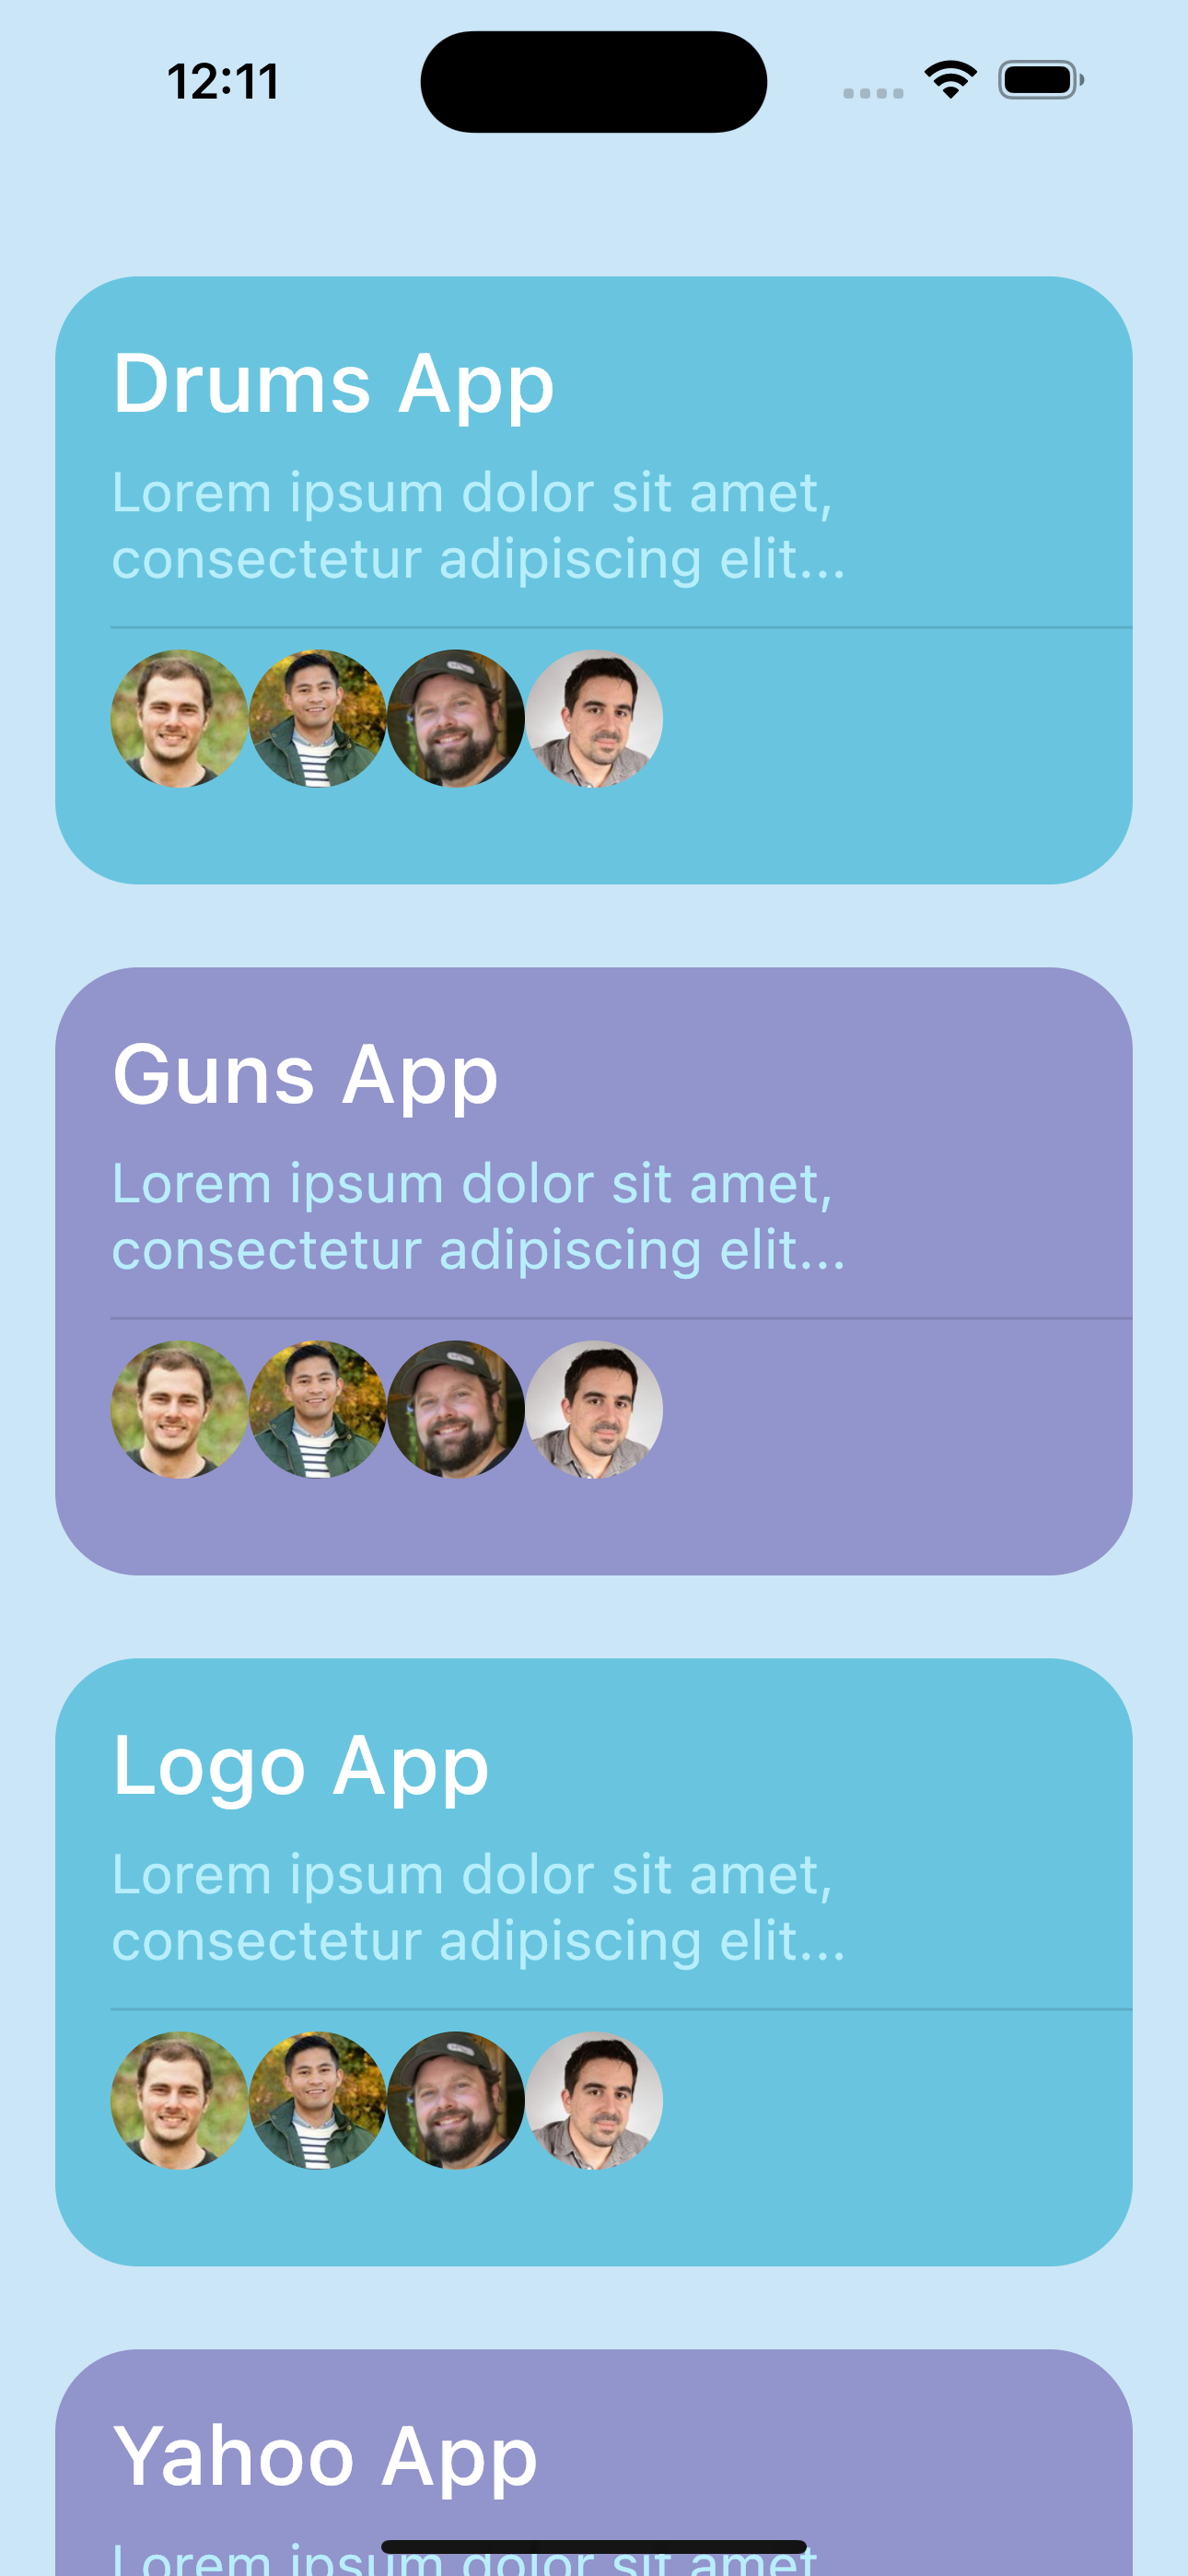 12:11
Drums App
Lorem ipsum dolor sit amet,
consectetur adipiscing elit...
Guns App
Lorem ipsum dolor sit amet,
consectetur adipiscing elit...
Logo App
Lorem ipsum dolor sit amet,
consectetur adipiscing elit...
Yahoo App
Lorem ipsum dolor sit amet